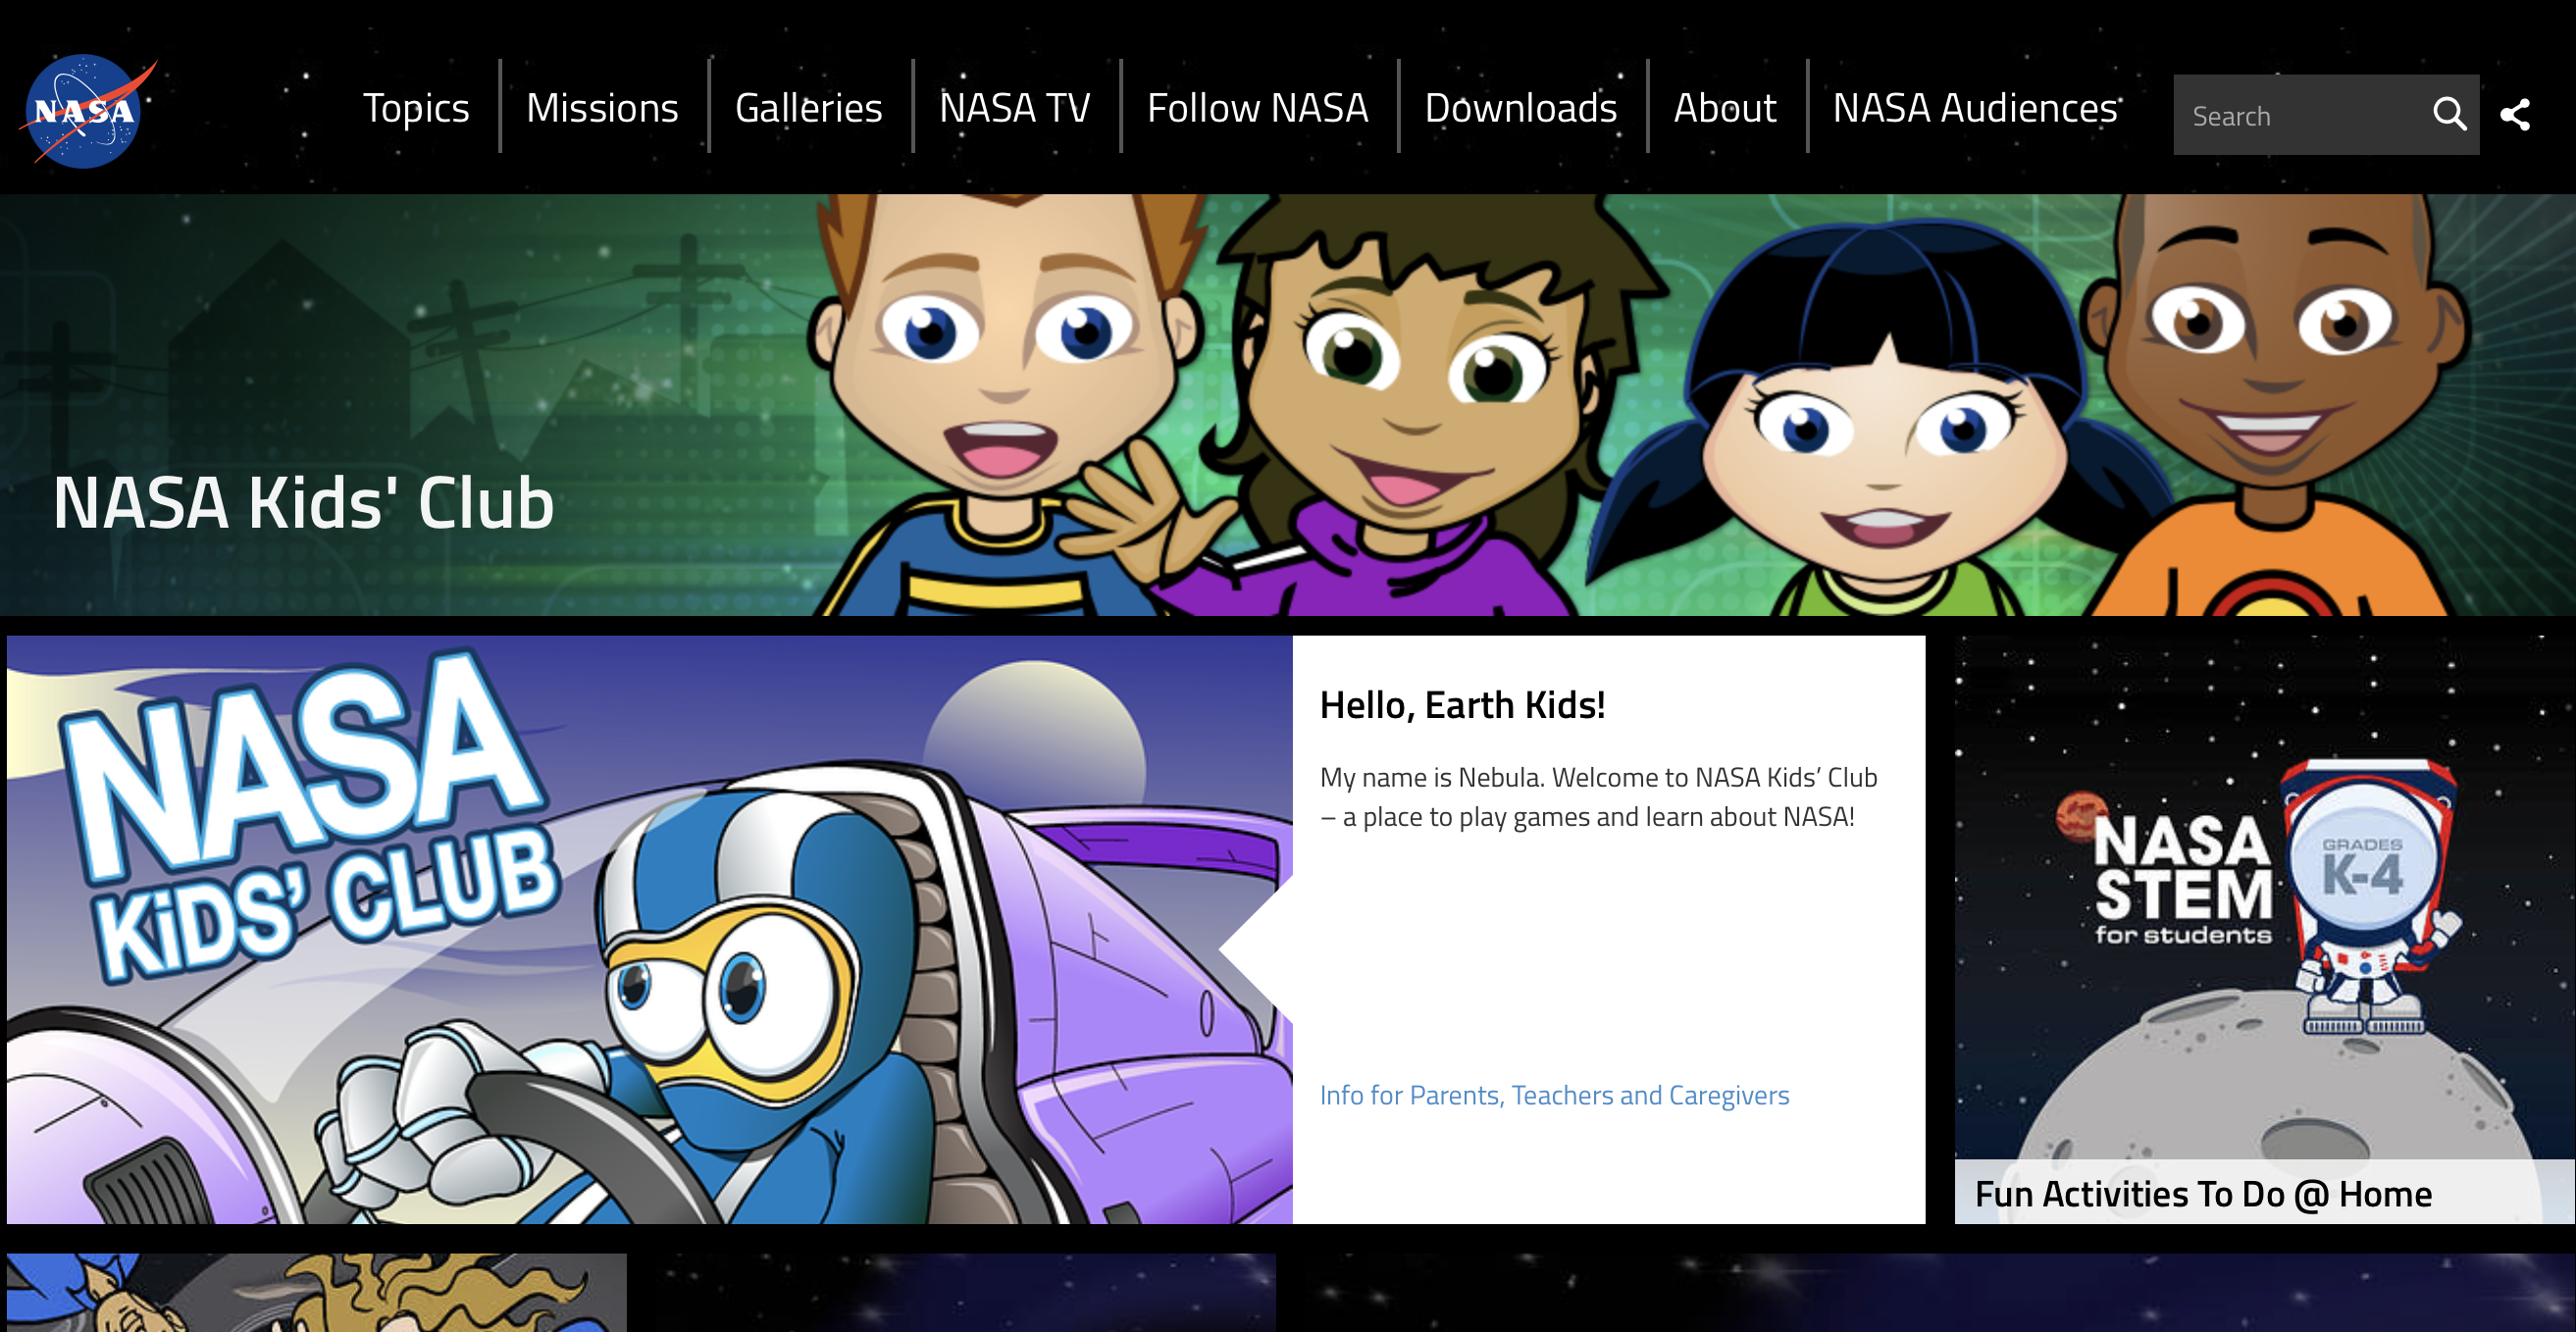 NASA
Topics
Missions
Galleries
NASA TV
Follow NASA
Downloads
About
NASA Audiences
Search
NASA Kids' Club
NASA
KiDS’ CLUB
Hello, Earth Kids!
My name is Nebula. Welcome to NASA Kids’ Club
– a place to play games and learn about NASA!
Info for Parents, Teachers and Caregivers
NASA
STEM
for students
GRADES
K-4
Fun Activities To Do @ Home